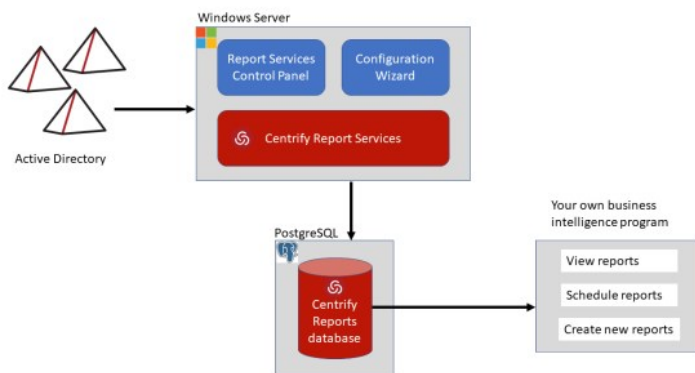 Windows Server
Report Services
Control Panel
Configuration
Wizard
Centrify Report Services
Active Directory
PostgreSQL
Centrify
Reports
database
Your own business
intelligence program
View reports
Schedule reports
Create new reports